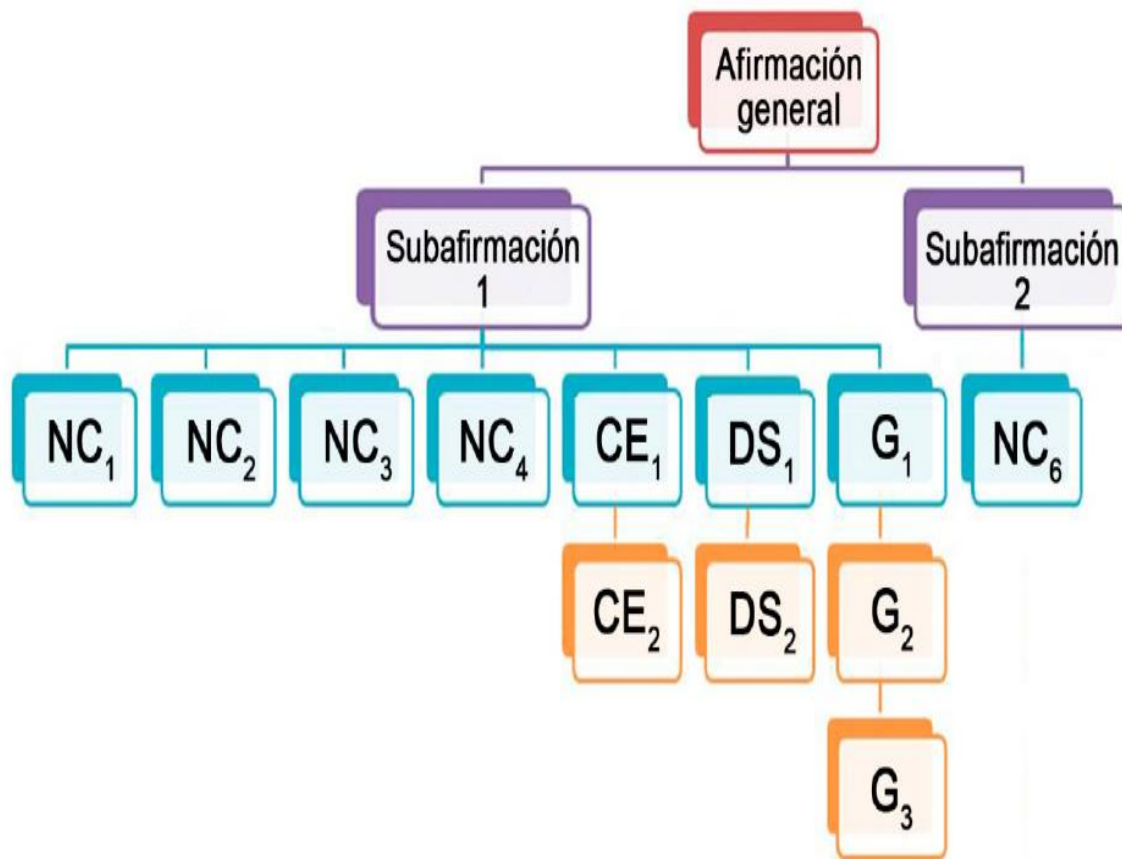 Afirmación
general
Subafirmación
1
Subafirmación
2
NC₁
NC₂
NC₃
NC₄
CE₁
DS₁
G₁
NC₆
CE₂
DS₂
G₂
G₃